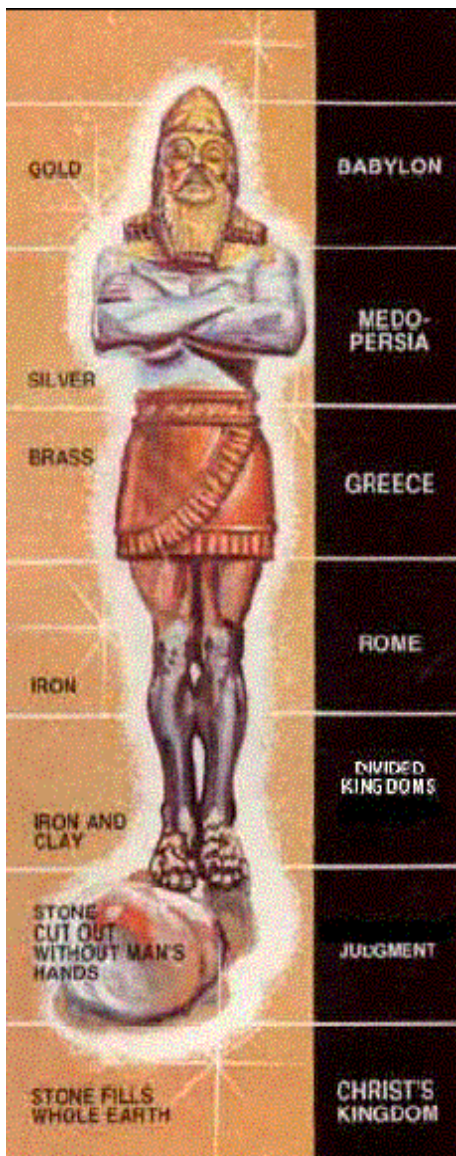 GOLD
BABYLON
MEDO-
PERSIA
SILVER
BRASS
GREECE
ROME
IRON
DIVIDED
KINGDOMS
IRON AND
CLAY
STONE
CUT OUT
WITHOUT MAN'S
HANDS
JUDGMENT
STONE FILLS
WHOLE EARTH
CHRIST'S
KINGDOM